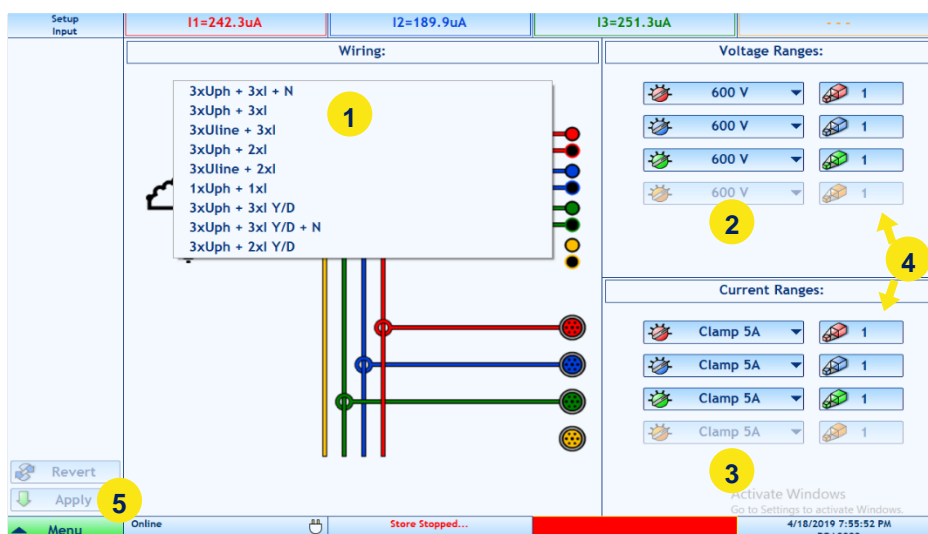 Setup
Input
I1=242.3uA
I2=189.9uA
I3=251.3uA
- - -
Wiring:
3xUph + 3xI + N
3xUph + 3xI
3xUline + 3xI
3xUph + 2xI
3xUline + 2xI
1xUph + 1xI
3xUph + 3xI Y/D
3xUph + 3xI Y/D + N
3xUph + 2xI Y/D
1
Voltage Ranges:
600 V
1
600 V
1
600 V
1
600 V
1
2
4
Current Ranges:
Clamp 5A
1
Clamp 5A
1
Clamp 5A
1
Clamp 5A
1
3
Revert
Apply
5
Activate Windows
Go to Settings to activate Windows.
Menu
Online
Store Stopped...
4/18/2019 7:55:52 PM